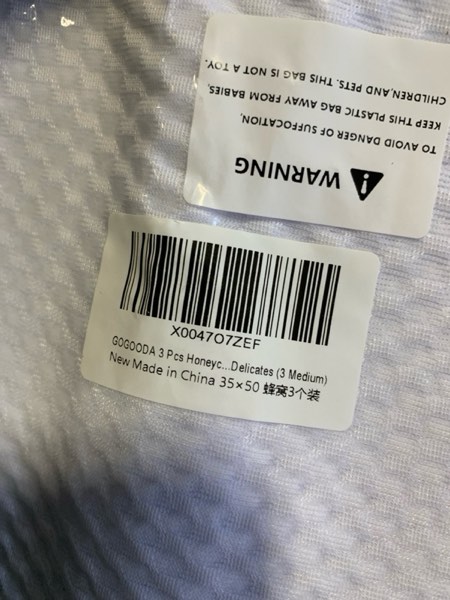 WARNING
TO AVOID DANGER OF SUFFOCATION,
KEEP THIS PLASTIC BAG AWAY FROM BABIES,
CHILDREN, AND PETS. THIS BAG IS NOT A TOY.
X0047O7ZEF
GOGOODA 3 Pcs Honeyc...Delicates (3 Medium)
New Made in China 35×50 蜂窝3个装